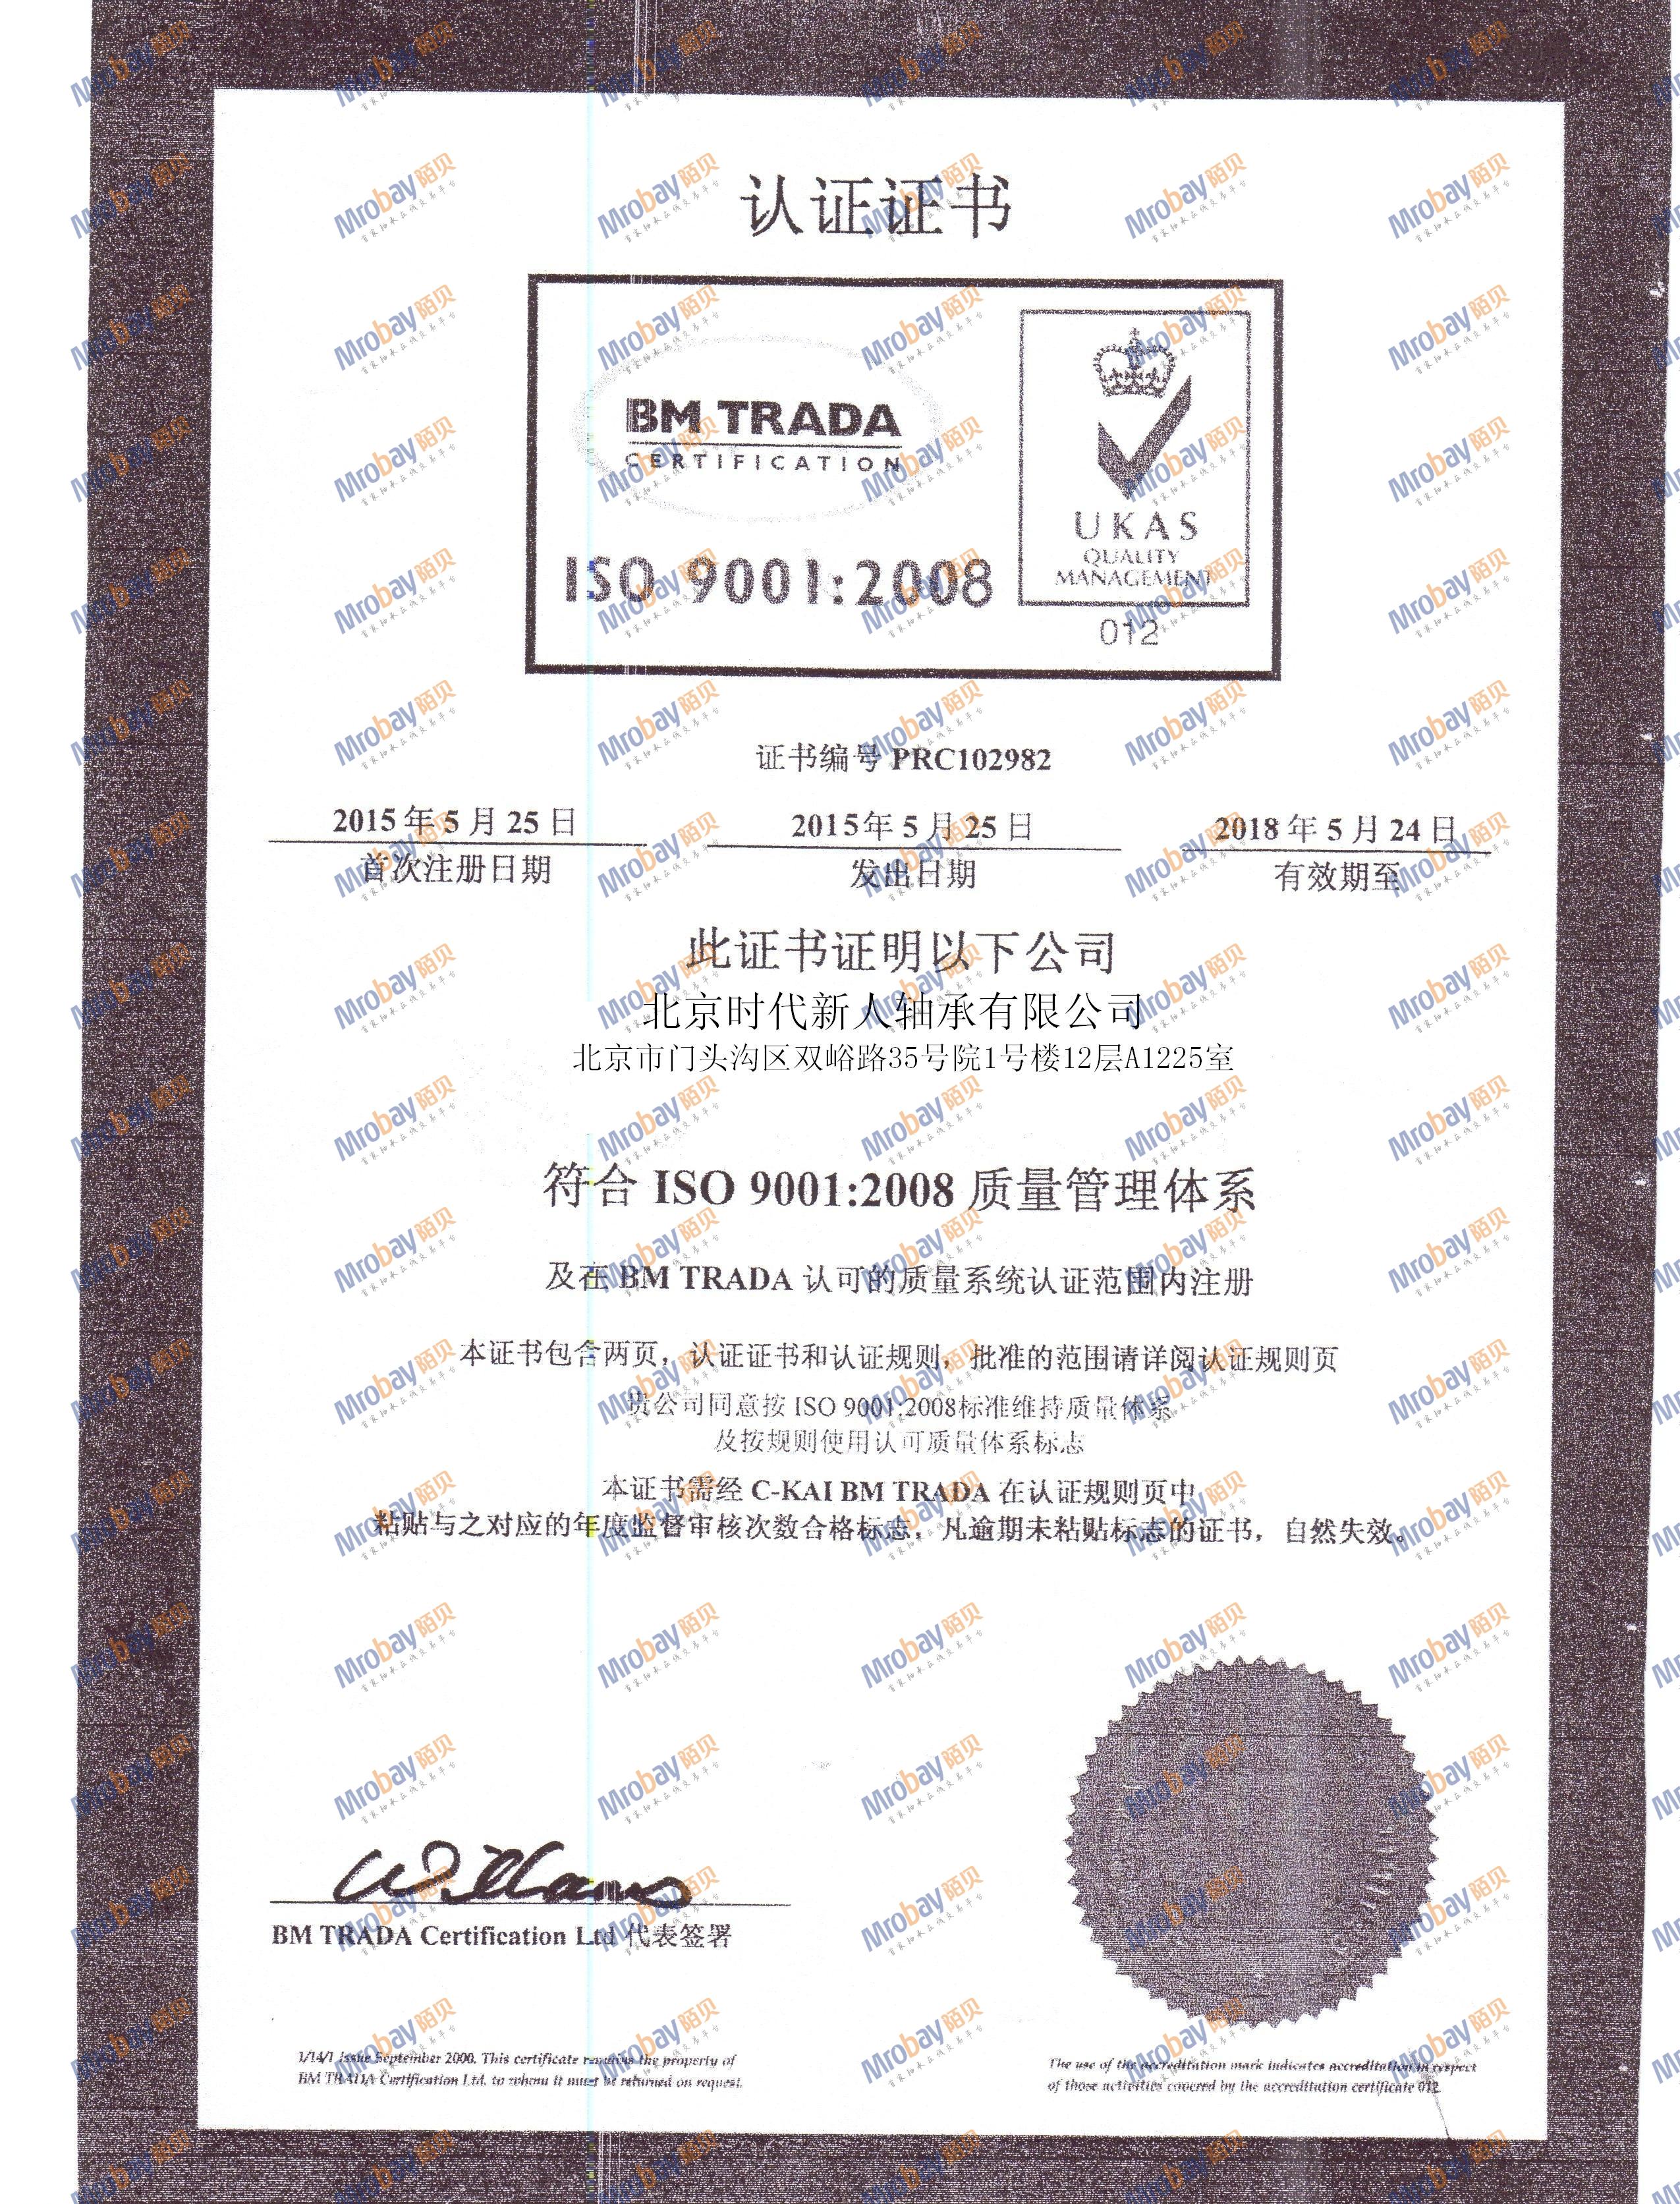 认证证书
BM TRADA
CERTIFICATION
ISO 9001:2008
UKAS
QUALITY
MANAGEMENT
012
证书编号 PRC102982
2015年5月25日 2015年5月25日 2018年5月24日
首次注册日期 发出日期 有效期至
此证书证明以下公司
北京时代新人轴承有限公司
北京市门头沟区双峪路35号院1号楼12层A1225室
符合 ISO 9001:2008 质量管理体系
及在 BM TRADA 认可的质量系统认证范围内注册
本证书包含两页，认证证书和认证规则，批准的范围请详阅认证规则页
贵公司同意按 ISO 9001:2008标准维持质量体系
及按规则使用认可质量体系标志
本证书需经 C-KAI BM TRADA 在认证规则页中
粘贴与之对应的年度监督审核次数合格标志，凡逾期未粘贴标志的证书，自然失效。
Williams
BM TRADA Certification Ltd 代表签署
1/14/1 Issue September 2000. This certificate remains the property of
BM TRADA Certification Ltd. to whom it must be returned on request.
The use of the accreditation mark indicates accreditation in respect
of those activities covered by the accreditation certificate 012
Mrobay陌贝